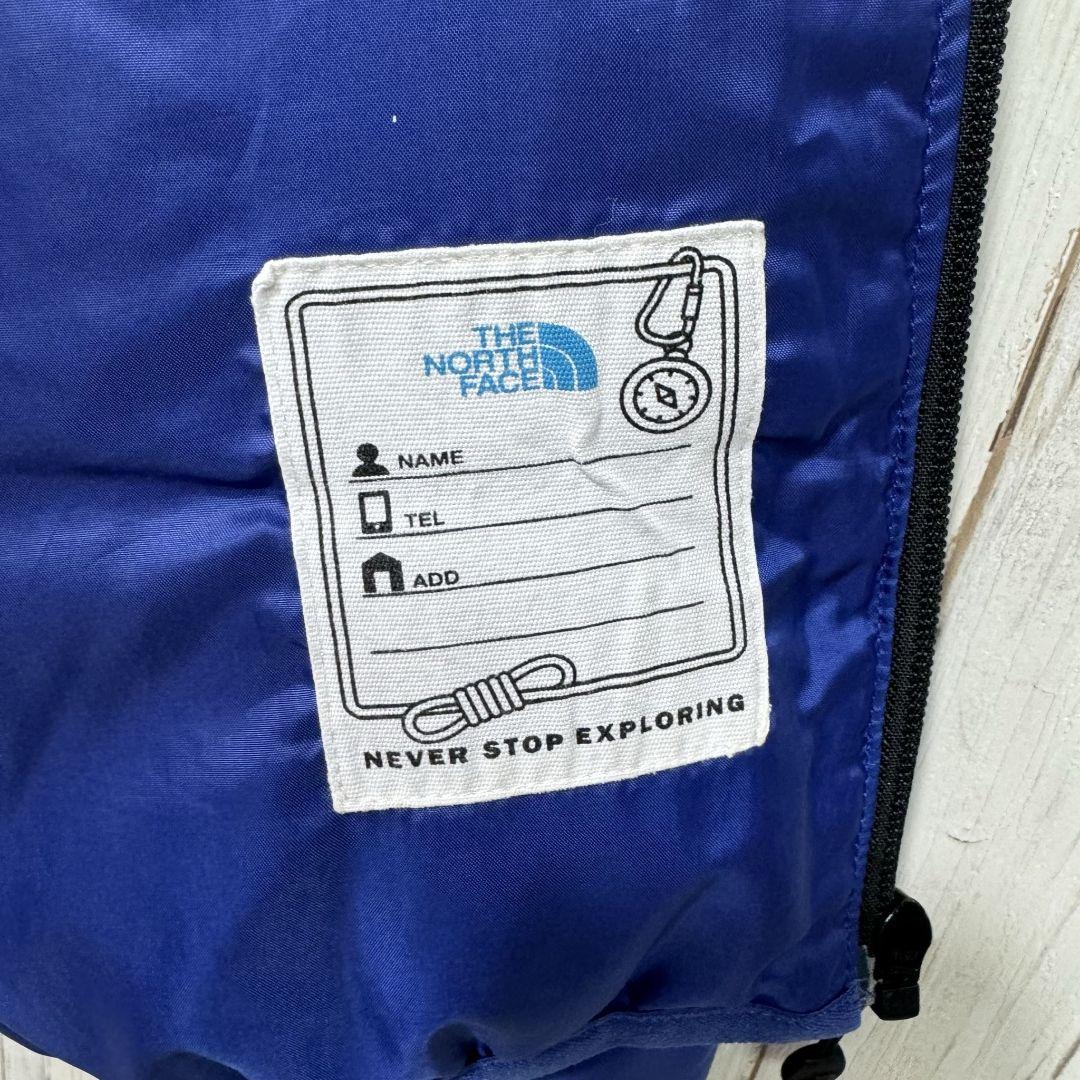 THE
NORTH
FACE
NAME
TEL
ADD
NEVER STOP EXPLORING